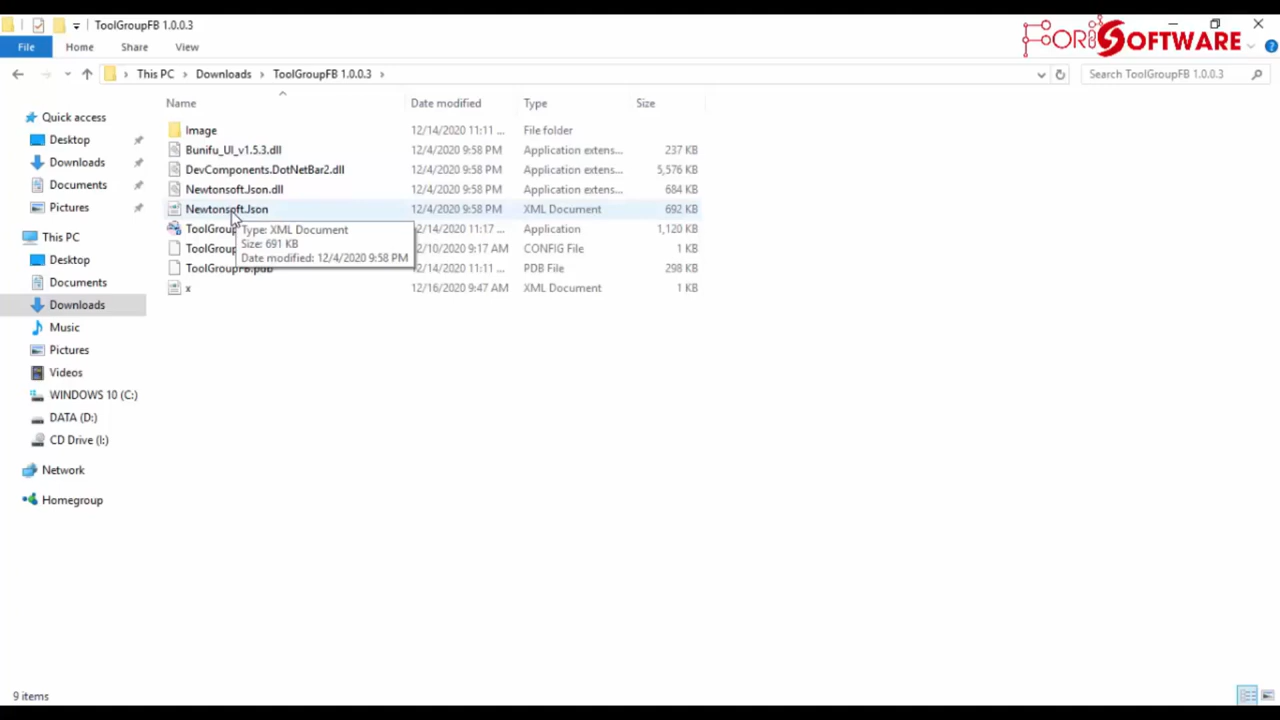 ToolGroupFB 1.0.0.3
FORISOFTWARE
File Home Share View
This PC Downloads ToolGroupFB 1.0.0.3
Search ToolGroupFB 1.0.0.3
Name Date modified Type Size
Quick access
Desktop
Downloads
Documents
Pictures
This PC
Desktop
Documents
Downloads
Music
Pictures
Videos
WINDOWS 10 (C:)
DATA (D:)
CD Drive (I:)
Network
Homegroup
Image 12/14/2020 11:11 ... File folder
Bunifu_UI_v1.5.3.dll 12/4/2020 9:58 PM Application extens... 237 KB
DevComponents.DotNetBar2.dll 12/4/2020 9:58 PM Application extens... 5,576 KB
Newtonsoft.Json.dll 12/4/2020 9:58 PM Application extens... 684 KB
Newtonsoft.Json 12/4/2020 9:58 PM XML Document 692 KB
ToolGroup 12/14/2020 11:17 ... Application 1,120 KB
ToolGroup 12/10/2020 9:17 AM CONFIG File 1 KB
ToolGroupFB.pdb 12/14/2020 11:11 ... PDB File 298 KB
x 12/16/2020 9:47 AM XML Document 1 KB
Type: XML Document
Size: 691 KB
Date modified: 12/4/2020 9:58 PM
9 items